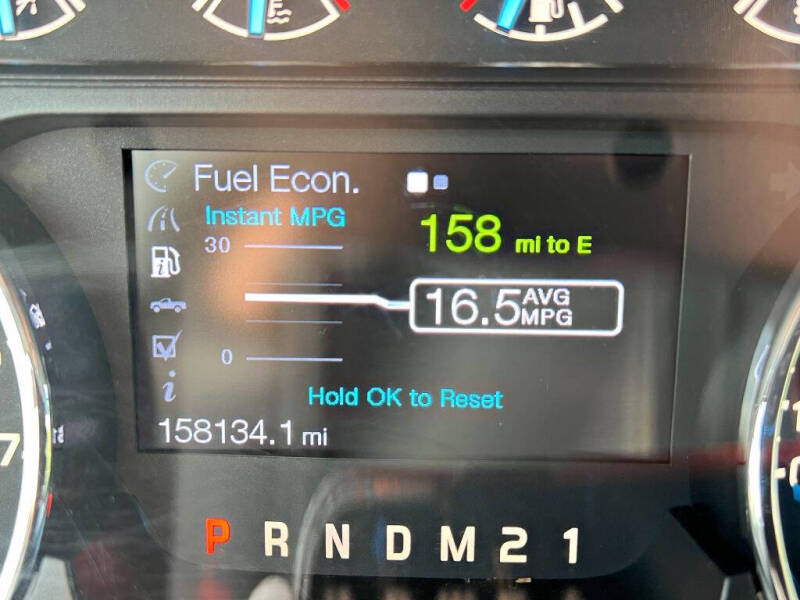 Fuel Econ.
Instant MPG
30
158 mi to E
16.5 AVG MPG
0
Hold OK to Reset
158134.1 mi
7
P R N D M 2 1